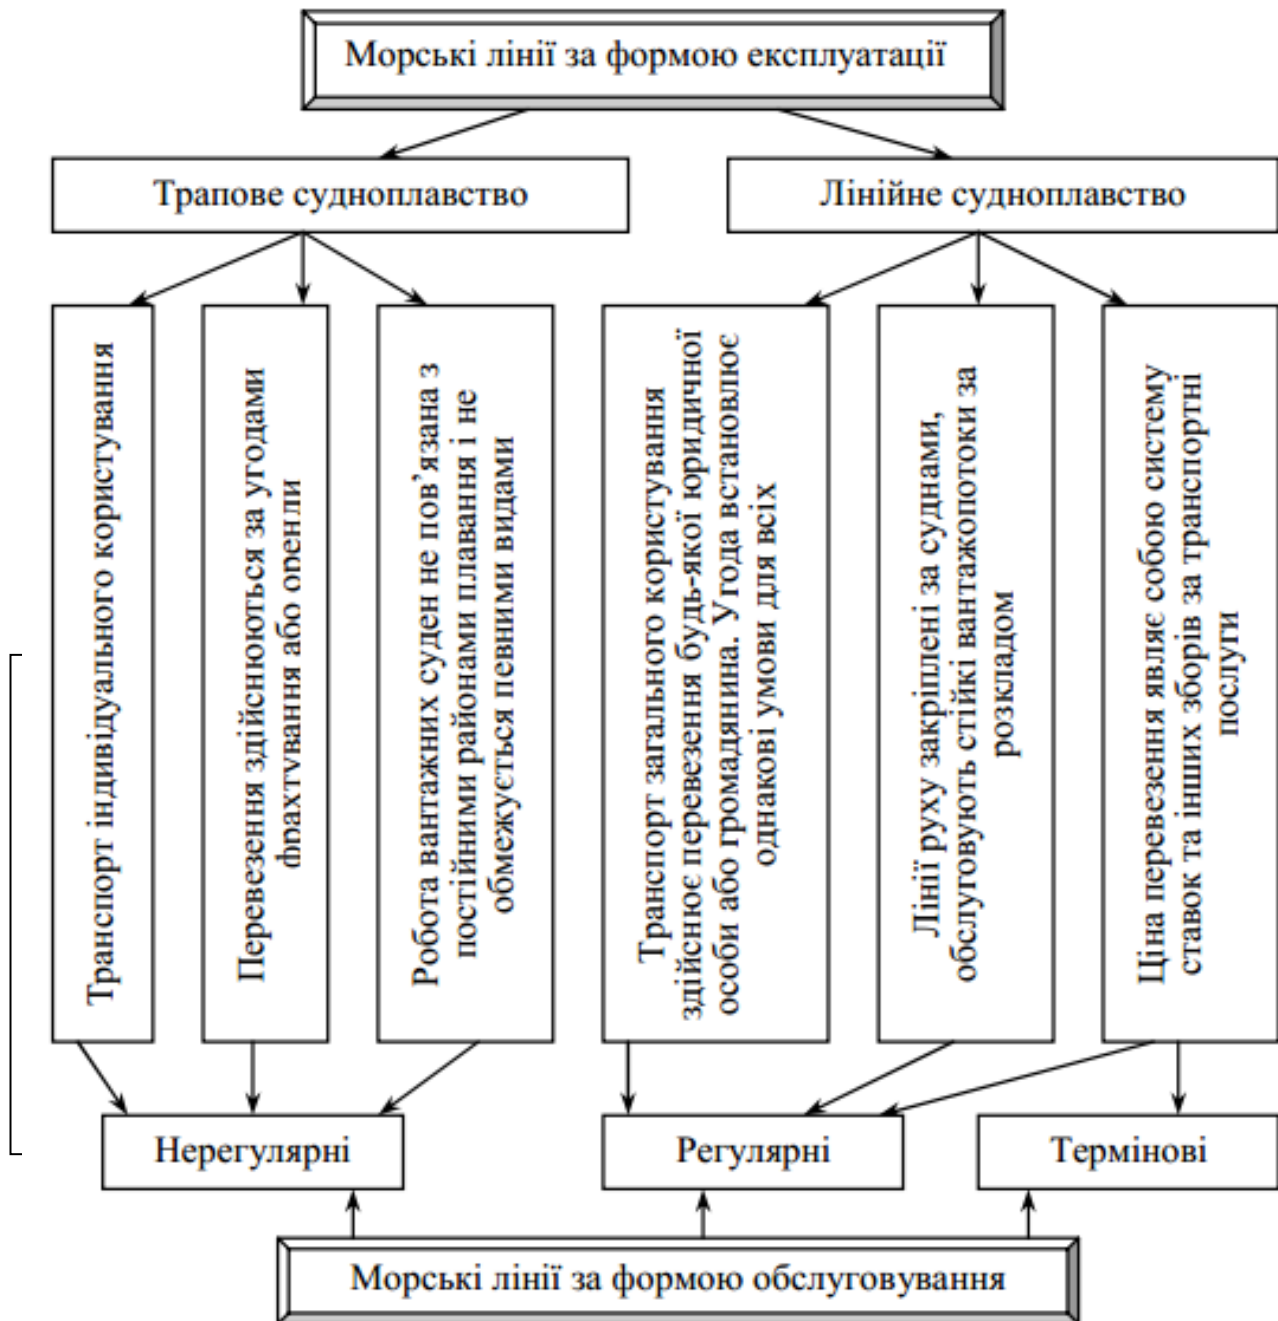 Морські лінії за формою експлуатації
Трапове судноплавство
Лінійне судноплавство
Транспорт індивідуального користування
Перевезення здійснюються за угодами
фрахтування або оренди
Робота вантажних суден не пов’язана з
постійними районами плавання і не
обмежується певними видами
Транспорт загального користування
здійснює перевезення будь-якої юридичної
особи або громадянина. Угода встановлює
однакові умови для всіх
Лінії руху закріплені за суднами,
обслуговують стійкі вантажопотоки за
розкладом
Ціна перевезення являє собою систему
ставок та інших зборів за транспортні
послуги
Нерегулярні
Регулярні
Термінові
Морські лінії за формою обслуговування